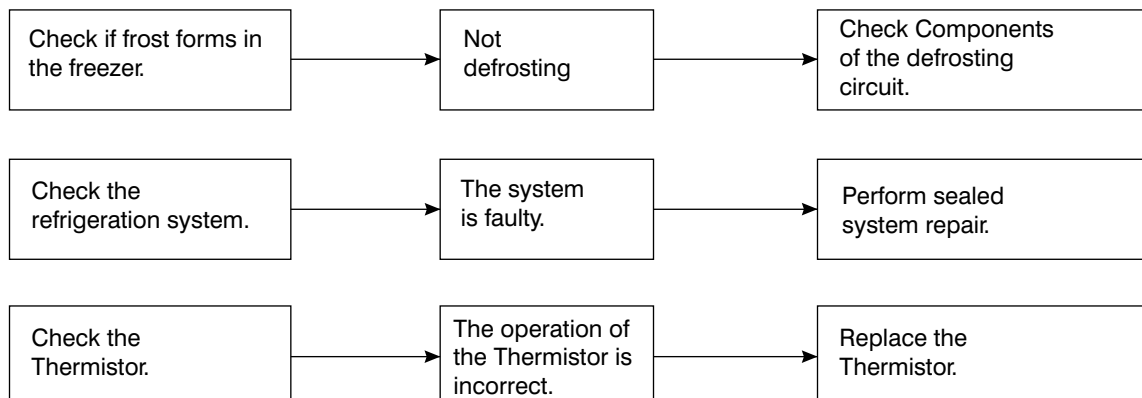 Check if frost forms in
the freezer.
Not
defrosting
Check Components
of the defrosting
circuit.
Check the
refrigeration system.
The system
is faulty.
Perform sealed
system repair.
Check the
Thermistor.
The operation of
the Thermistor is
incorrect.
Replace the
Thermistor.